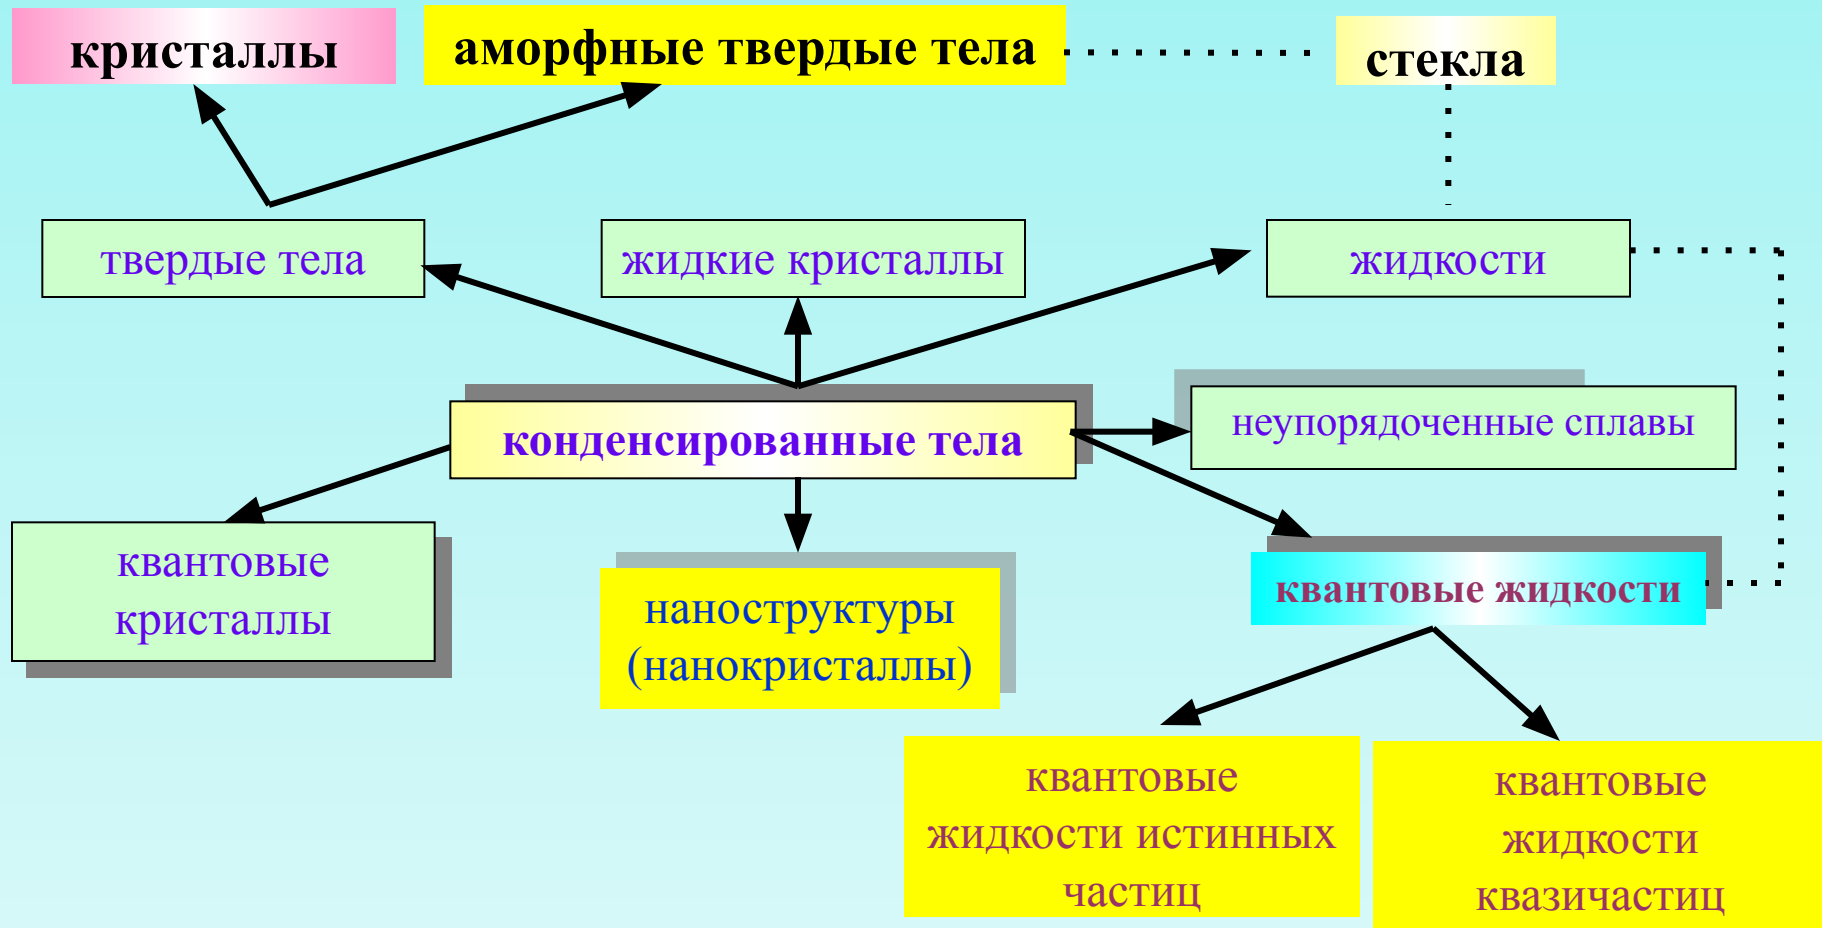 кристаллы
аморфные твердые тела
стекла
твердые тела
жидкие кристаллы
жидкости
конденсированные тела
неупорядоченные сплавы
квантовые
кристаллы
наноструктуры
(нанокристаллы)
квантовые жидкости
квантовые
жидкости истинных
частиц
квантовые
жидкости
квазичастиц